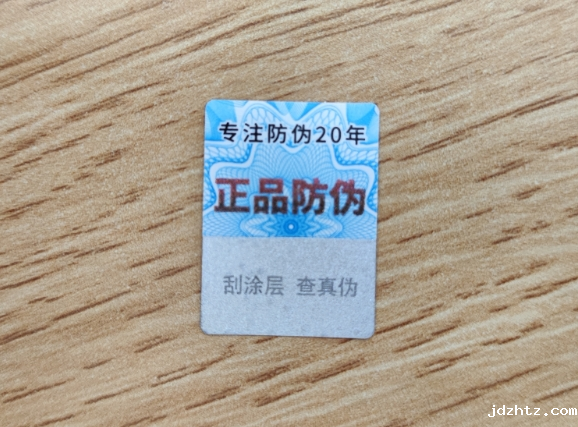 专注防伪20年
正品防伪
刮涂层 查真伪
jdzhtz.com